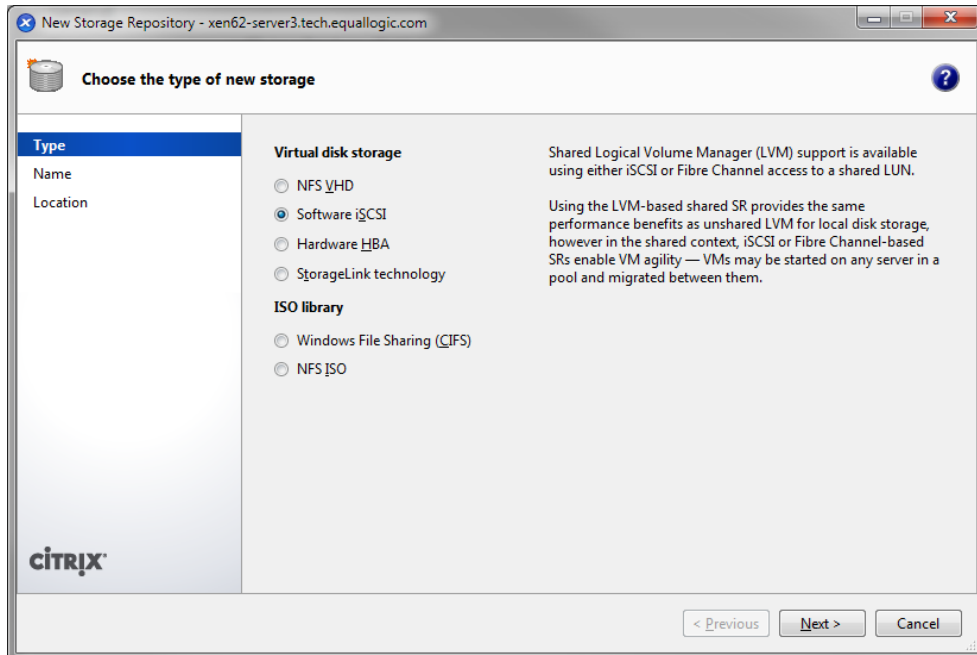 New Storage Repository - xen62-server3.tech.equallogic.com
Choose the type of new storage
Type
Name
Location
Virtual disk storage
NFS VHD
Software iSCSI
Hardware HBA
StorageLink technology
ISO library
Windows File Sharing (CIFS)
NFS ISO
Shared Logical Volume Manager (LVM) support is available
using either iSCSI or Fibre Channel access to a shared LUN.
Using the LVM-based shared SR provides the same
performance benefits as unshared LVM for local disk storage,
however in the shared context, iSCSI or Fibre Channel-based
SRs enable VM agility — VMs may be started on any server in a
pool and migrated between them.
CITRIX
< Previous
Next >
Cancel